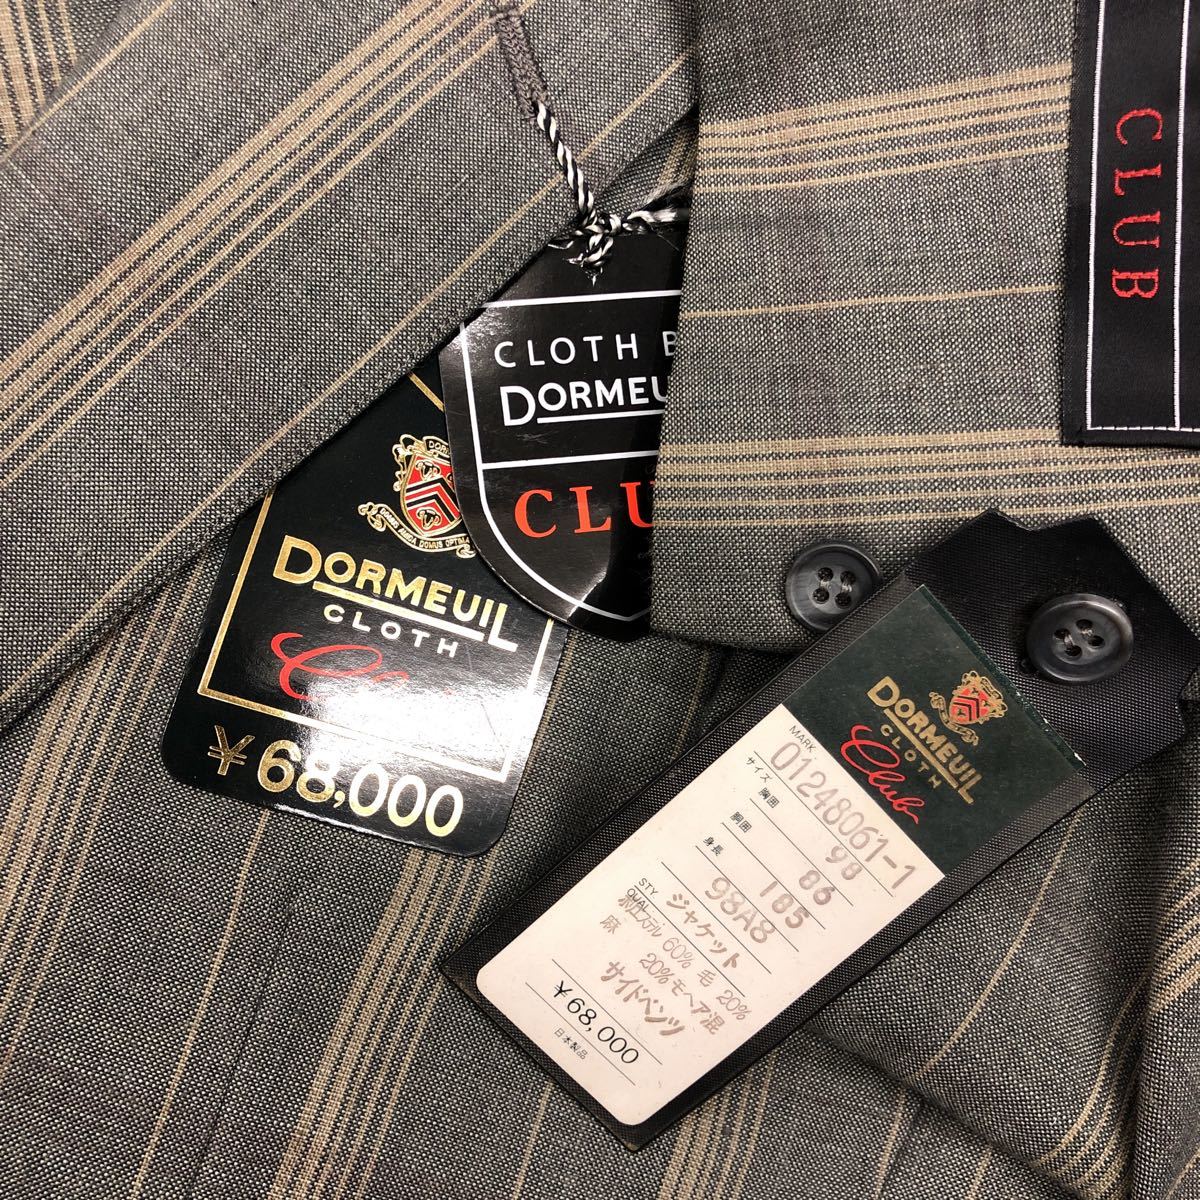 CLUB
CLOTH B
DORMEU
CLU
DORMEUIL
CLOTH
Club
¥68,000
DORMEUIL
CLOTH
Club
MARK
01248061-1
サイズ
胸囲 98
胴囲 86
身長 185
98A8
STY ジャケット
QUAL ポリエステル 60% 毛 20%
麻 20% モヘア混
サイドベンツ
¥68,000
日本製品